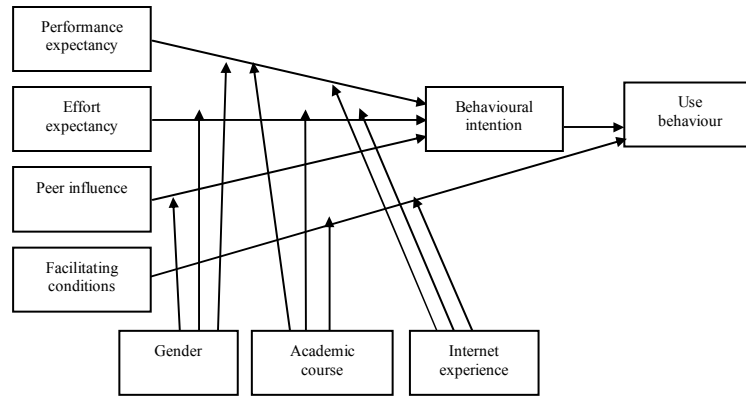 Performance
expectancy
Effort
expectancy
Behavioural
intention
Use
behaviour
Peer influence
Facilitating
conditions
Gender
Academic
course
Internet
experience